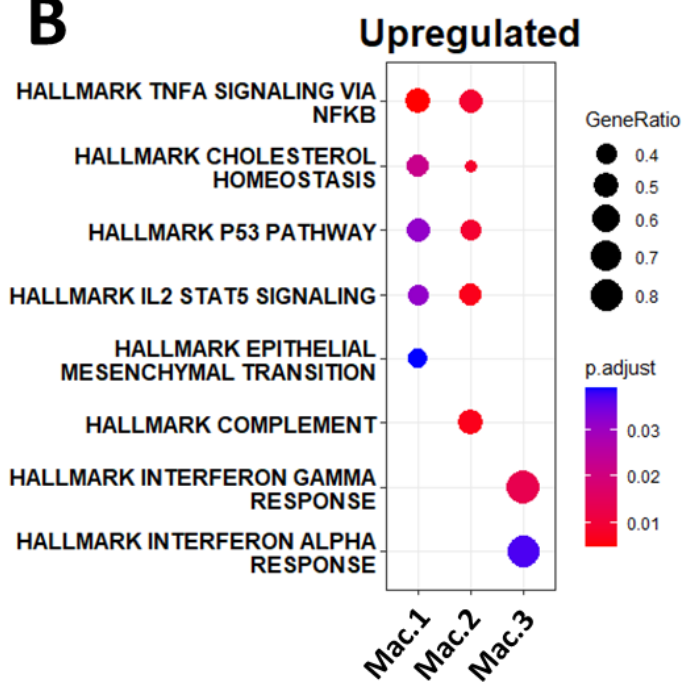 B
Upregulated
HALLMARK TNFA SIGNALING VIA
NFKB
HALLMARK CHOLESTEROL
HOMEOSTASIS
HALLMARK P53 PATHWAY
HALLMARK IL2 STAT5 SIGNALING
HALLMARK EPITHELIAL
MESENCHYMAL TRANSITION
HALLMARK COMPLEMENT
HALLMARK INTERFERON GAMMA
RESPONSE
HALLMARK INTERFERON ALPHA
RESPONSE
Mac.1
Mac.2
Mac.3
GeneRatio
0.4
0.5
0.6
0.7
0.8
p.adjust
0.03
0.02
0.01